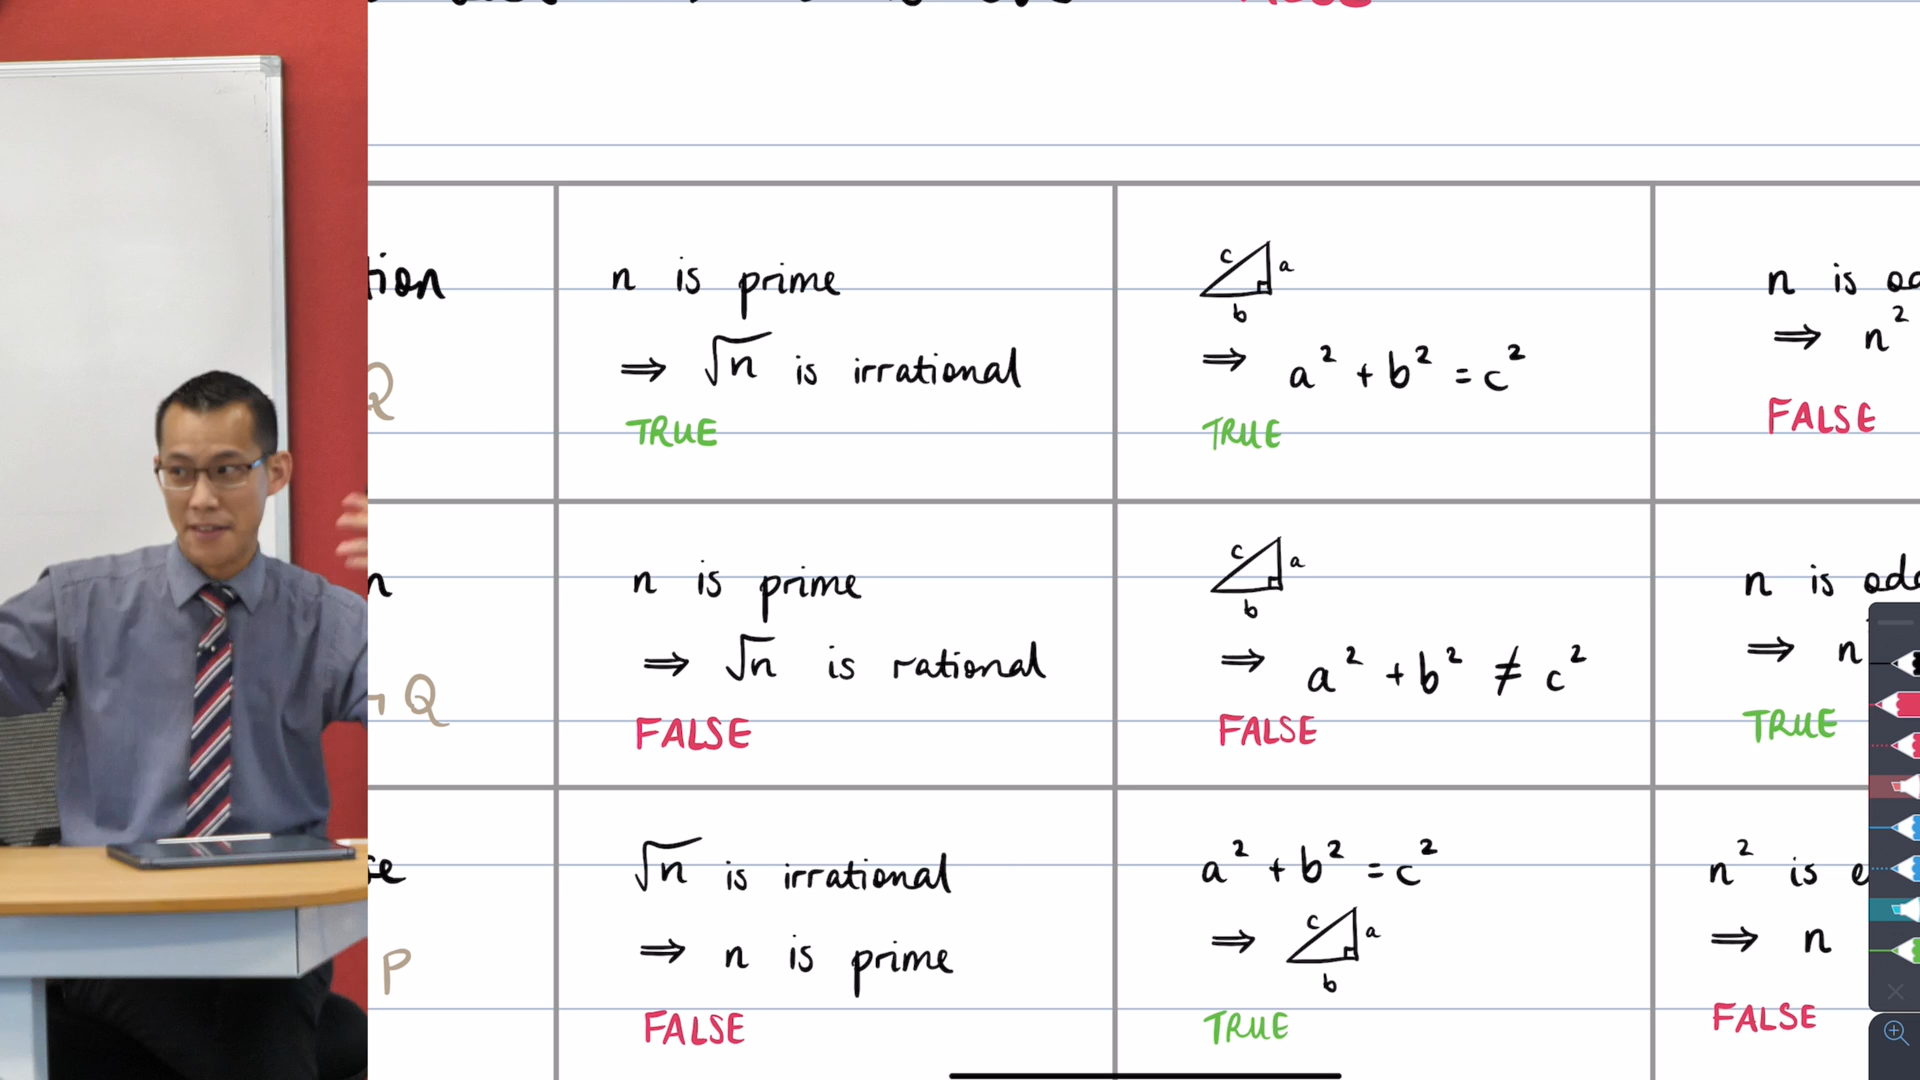 n is prime
⟹ √n is irrational
TRUE
c a
b
⟹ a² + b² = c²
TRUE
n is
⟹ n²
FALSE
Q
n is prime
⟹ √n is rational
FALSE
c a
b
⟹ a² + b² ≠ c²
FALSE
n is odd
⟹ n
TRUE
¬ Q
√n is irrational
⟹ n is prime
FALSE
a² + b² = c²
⟹ c a
b
TRUE
n² is
⟹ n
FALSE
P